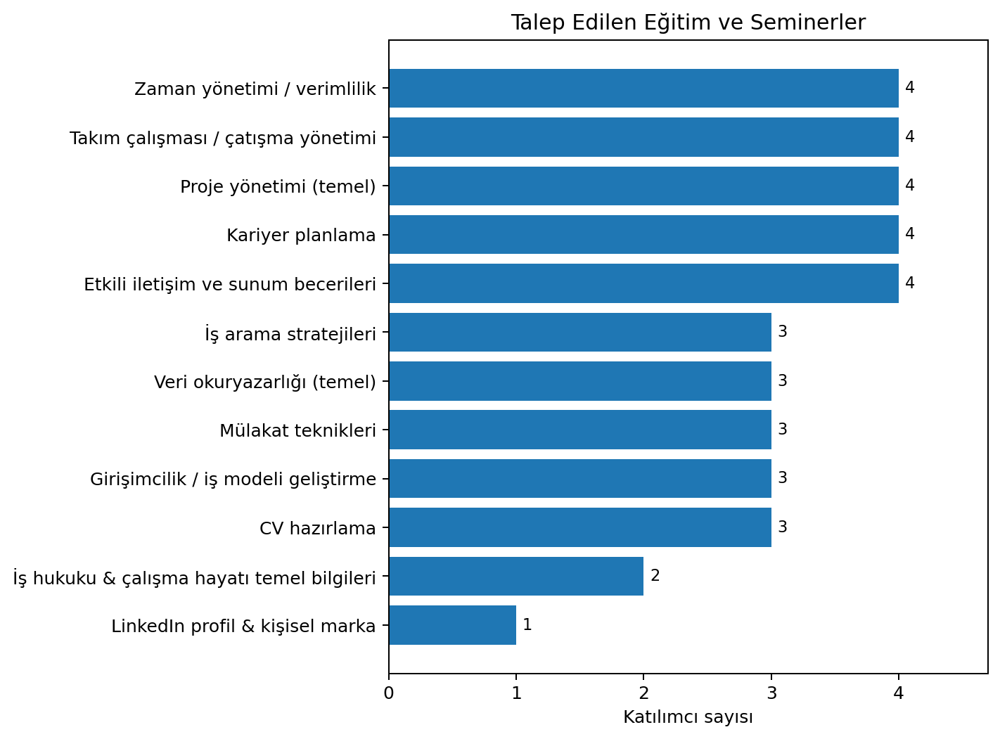 Talep Edilen Eğitim ve Seminerler
Zaman yönetimi / verimlilik 4
Takım çalışması / çatışma yönetimi 4
Proje yönetimi (temel) 4
Kariyer planlama 4
Etkili iletişim ve sunum becerileri 4
İş arama stratejileri 3
Veri okuryazarlığı (temel) 3
Mülakat teknikleri 3
Girişimcilik / iş modeli geliştirme 3
CV hazırlama 3
İş hukuku & çalışma hayatı temel bilgileri 2
LinkedIn profil & kişisel marka 1
0 1 2 3 4
Katılımcı sayısı